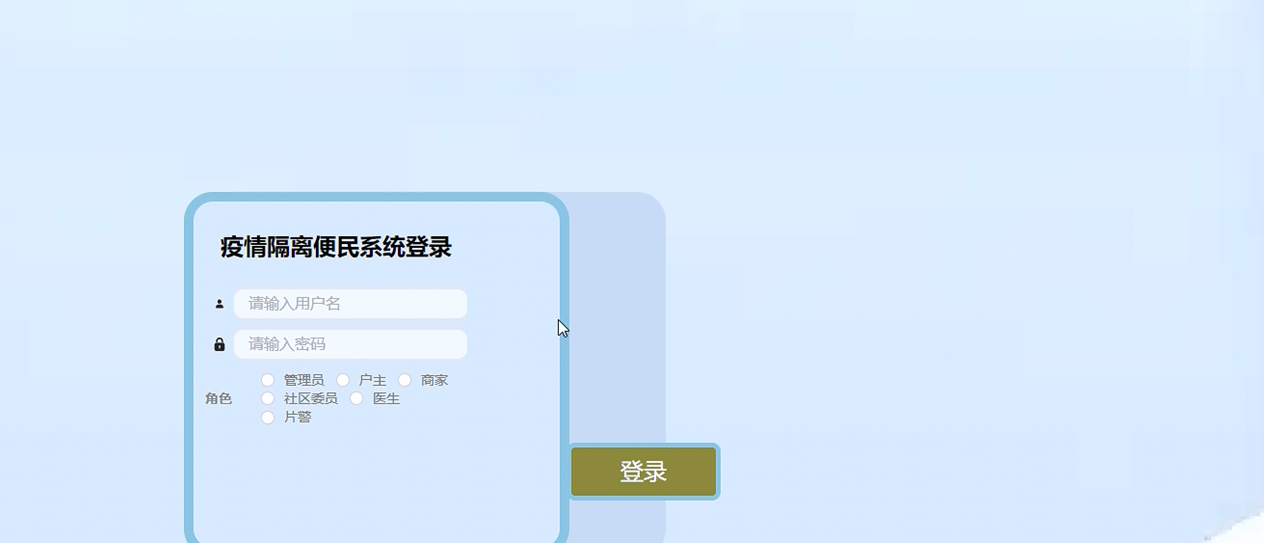 疫情隔离便民系统登录
请输入用户名
请输入密码
管理员 户主 商家
角色 社区委员 医生
片警
登录